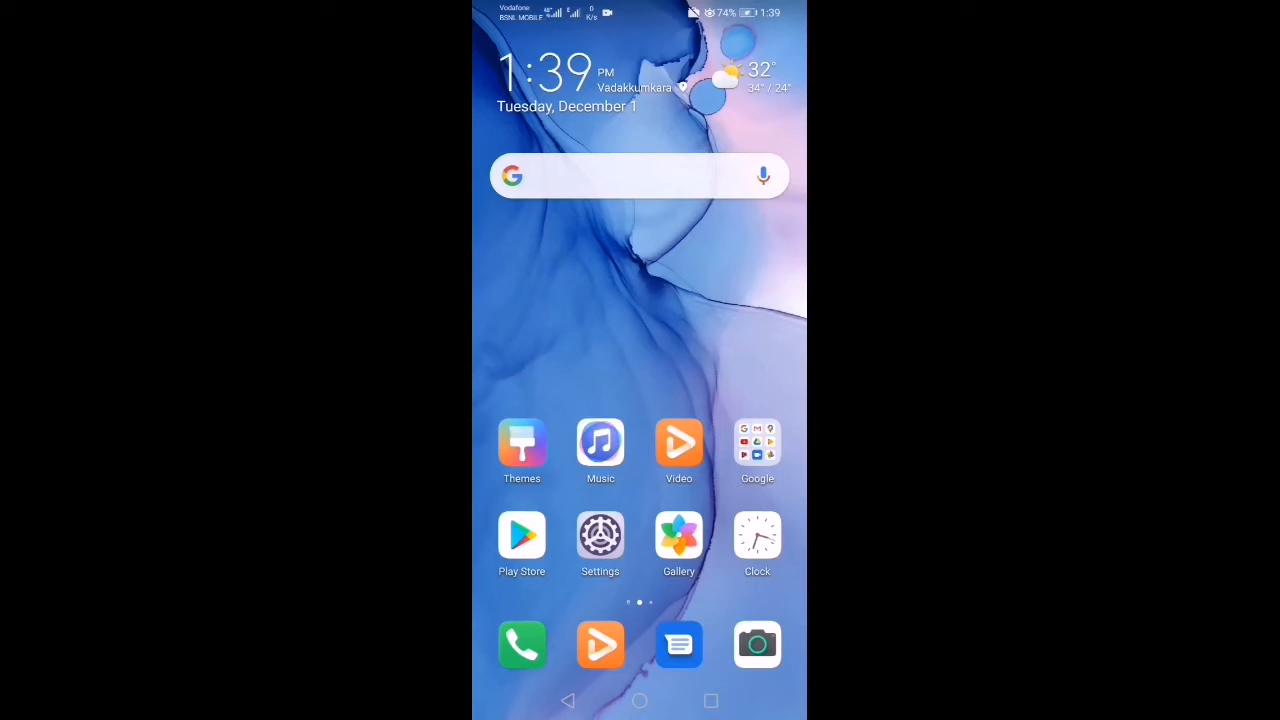 Vodafone
BSNL MOBILE
4G
E
0
K/s
74%
1:39
1:39 PM
Vadakkumkara
Tuesday, December 1
32°
34° / 24°
Themes
Music
Video
Google
Play Store
Settings
Gallery
Clock